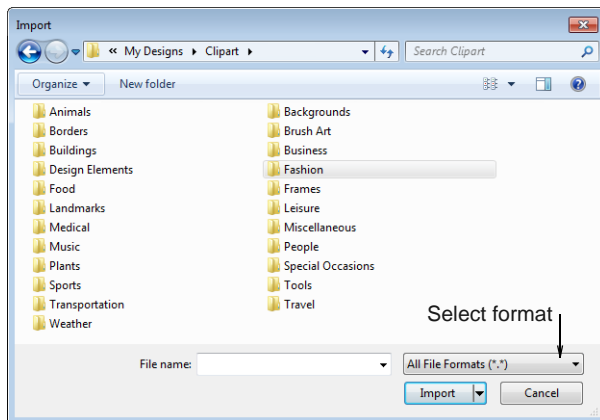 Import
« My Designs Clipart
Search Clipart
Organize New folder
Animals Backgrounds
Borders Brush Art
Buildings Business
Design Elements Fashion
Food Frames
Landmarks Leisure
Medical Miscellaneous
Music People
Plants Special Occasions
Sports Tools
Transportation Travel
Weather
Select format
File name: All File Formats (*.*)
Import Cancel